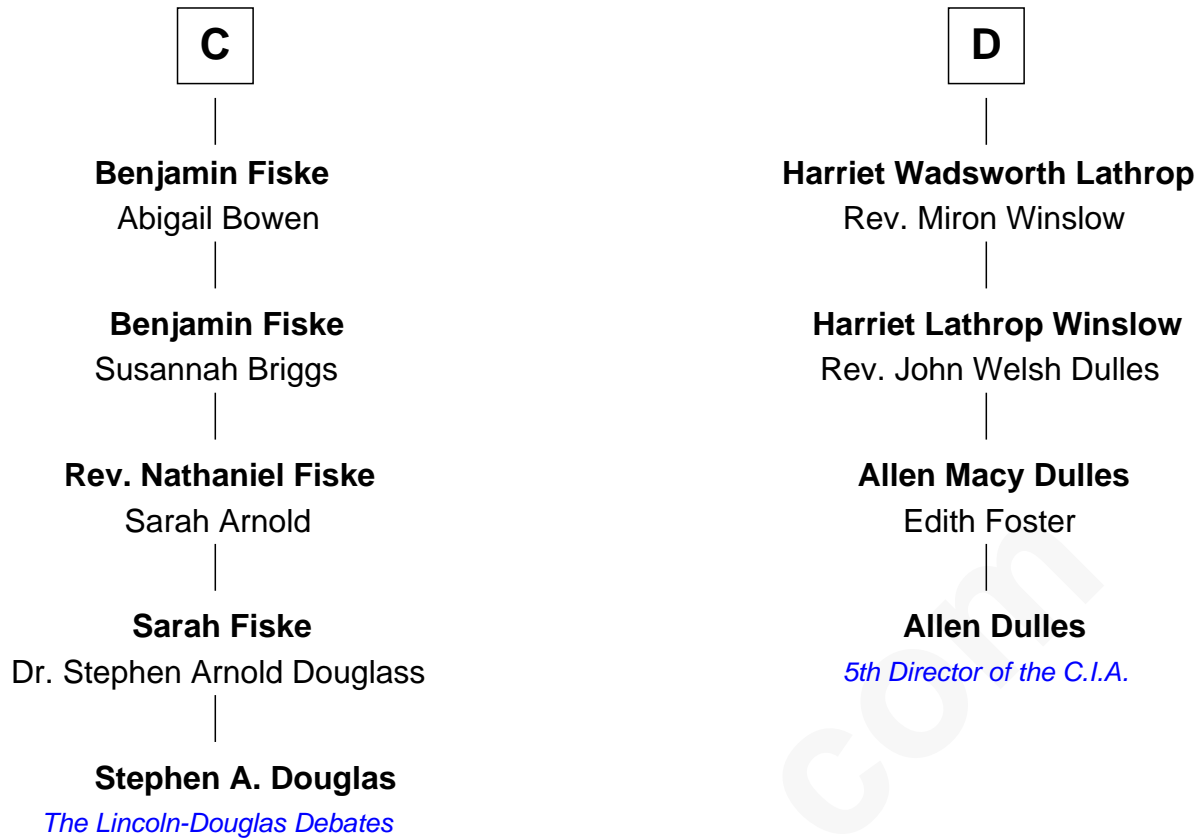 C
Benjamin Fiske
Abigail Bowen
Benjamin Fiske
Susannah Briggs
Rev. Nathaniel Fiske
Sarah Arnold
Sarah Fiske
Dr. Stephen Arnold Douglass
Stephen A. Douglas
The Lincoln-Douglas Debates
D
Harriet Wadsworth Lathrop
Rev. Miron Winslow
Harriet Lathrop Winslow
Rev. John Welsh Dulles
Allen Macy Dulles
Edith Foster
Allen Dulles
5th Director of the C.I.A.
com